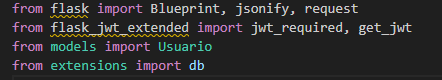 from flask import Blueprint, jsonify, request
from flask_jwt_extended import jwt_required, get_jwt
from models import Usuario
from extensions import db